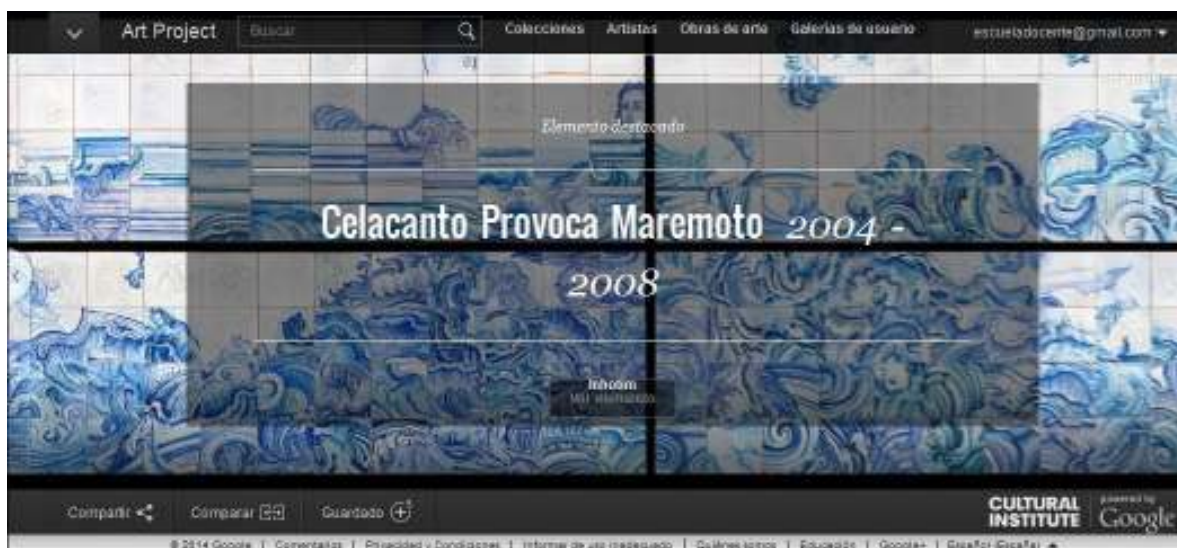 Art Project
Buscar
Colecciones Artistas Obras de arte Galerías de usuario
escueladocente@gmail.com
Elemento destacado
Celacanto Provoca Maremoto 2004 -
2008
Inhotim
Compartir
Comparar
Guardado
CULTURAL
INSTITUTE
powered by
Google
© 2014 Google | Comentarios | Privacidad y Condiciones | Informar de uso inadecuado | Quiénes somos | Educación | Google+ | Español (España)